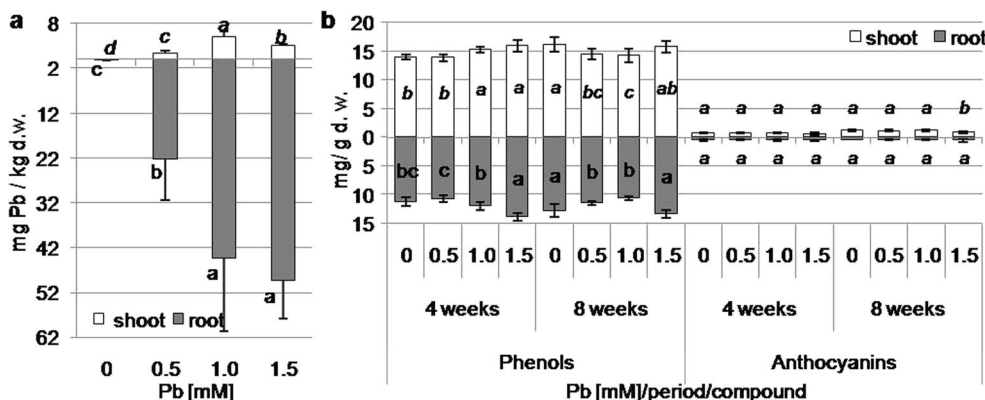 a
8
2
12
22
32
42
52
62
mg Pb / kg d.w.
d c a b
c b a a
shoot root
0 0.5 1.0 1.5
Pb [mM]
b
20
15
10
5
0
5
10
15
mg/ g d. w.
shoot root
b b a a a bc c ab a a a a a a a b
bc c b a a b b a a a a a a a a a
0 0.5 1.0 1.5 0 0.5 1.0 1.5 0 0.5 1.0 1.5 0 0.5 1.0 1.5
4 weeks 8 weeks 4 weeks 8 weeks
Phenols Anthocyanins
Pb [mM]/period/compound